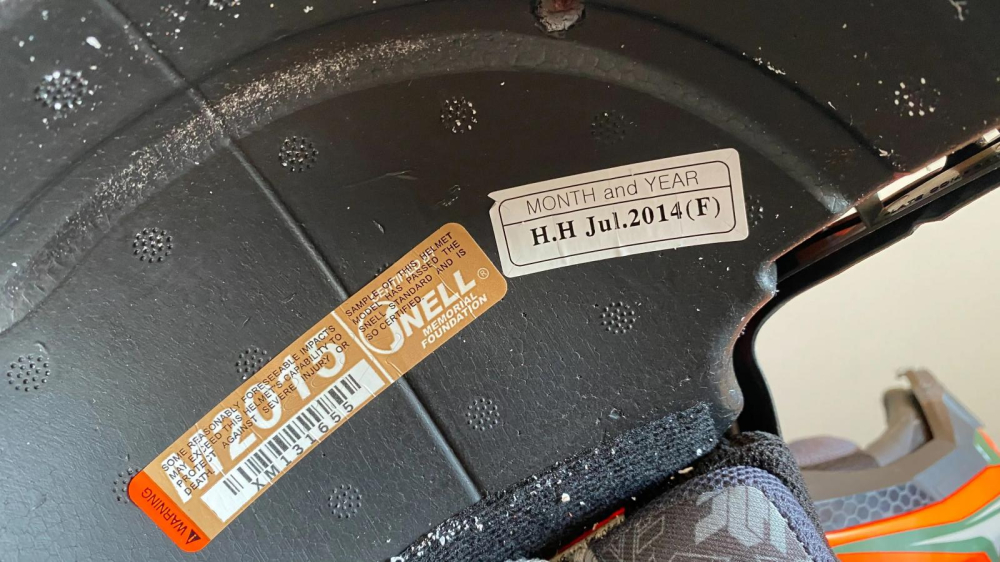 MONTH and YEAR
H.H Jul.2014(F)
SAMPLE OF THIS HELMET
MODEL HAS PASSED THE
SNELL STANDARD AND IS
SO CERTIFIED
SNELL®
MEMORIAL
FOUNDATION
SOME REASONABLY FORESEEABLE IMPACTS
MAY EXCEED THIS HELMET'S CAPABILITY TO
PROTECT AGAINST SEVERE INJURY OR
DEATH
XM131655
WARNING